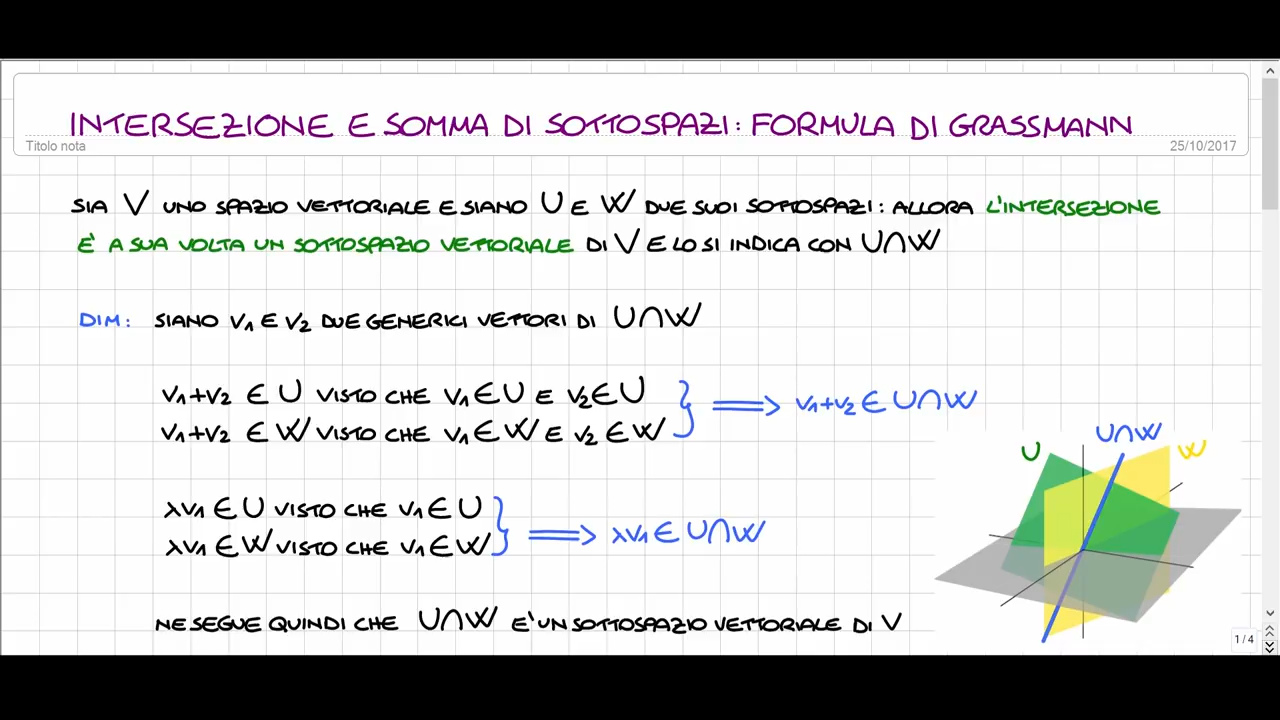 INTERSEZIONE E SOMMA DI SOTTOSPAZI: FORMULA DI GRASSMANN
Titolo nota
25/10/2017
SIA V UNO SPAZIO VETTORIALE E SIANO U E W DUE SUOI SOTTOSPAZI: ALLORA L'INTERSEZIONE
E' A SUA VOLTA UN SOTTOSPAZIO VETTORIALE DI V E LO SI INDICA CON U∩W
DIM: SIANO v₁ E v₂ DUE GENERICI VETTORI DI U∩W
v₁+v₂ ∈ U VISTO CHE v₁∈U E v₂∈U
v₁+v₂ ∈ W VISTO CHE v₁∈W E v₂∈W
} ⟹ v₁+v₂ ∈ U∩W
λv₁∈U VISTO CHE v₁∈U
λv₁∈W VISTO CHE v₁∈W
} ⟹ λv₁∈ U∩W
U
U∩W
W
NE SEGUE QUINDI CHE U∩W E' UN SOTTOSPAZIO VETTORIALE DI V
1 / 4